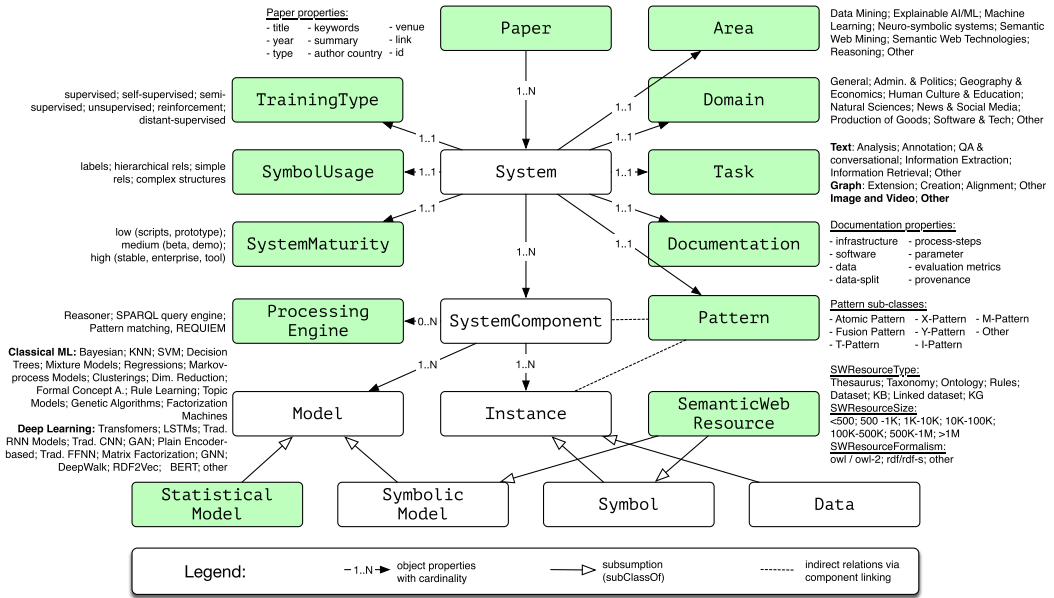 Paper properties:
- title - keywords - venue
- year - summary - link
- type - author country - id
Paper
Area
Data Mining; Explainable AI/ML; Machine
Learning; Neuro-symbolic systems; Semantic
Web Mining; Semantic Web Technologies;
Reasoning; Other
1..N
supervised; self-supervised; semi-
supervised; unsupervised; reinforcement;
distant-supervised
TrainingType
1..1
1..1
1..1
Domain
General; Admin. & Politics; Geography &
Economics; Human Culture & Education;
Natural Sciences; News & Social Media;
Production of Goods; Software & Tech; Other
labels; hierarchical rels; simple
rels; complex structures
SymbolUsage
1..1
System
1..1
Task
Text: Analysis; Annotation; QA &
conversational; Information Extraction;
Information Retrieval; Other
Graph: Extension; Creation; Alignment; Other
Image and Video; Other
low (scripts, prototype);
medium (beta, demo);
high (stable, enterprise, tool)
SystemMaturity
1..1
1..N
1..1
1..1
Documentation
Documentation properties:
- infrastructure - process-steps
- software - parameter
- data - evaluation metrics
- data-split - provenance
Reasoner; SPARQL query engine;
Pattern matching, REQUIEM
Processing
Engine
0..N
SystemComponent
Pattern
Pattern sub-classes:
- Atomic Pattern - X-Pattern - M-Pattern
- Fusion Pattern - Y-Pattern - Other
- T-Pattern - I-Pattern
Classical ML: Bayesian; KNN; SVM; Decision
Trees; Mixture Models; Regressions; Markov-
process Models; Clusterings; Dim. Reduction;
Formal Concept A.; Rule Learning; Topic
Models; Genetic Algorithms; Factorization
Machines
Deep Learning: Transfomers; LSTMs; Trad.
RNN Models; Trad. CNN; GAN; Plain Encoder-
based; Trad. FFNN; Matrix Factorization; GNN;
DeepWalk; RDF2Vec; BERT; other
1..N
1..N
Model
Instance
SemanticWeb
Resource
SWResourceType:
Thesaurus; Taxonomy; Ontology; Rules;
Dataset; KB; Linked dataset; KG
SWResourceSize:
<500; 500 -1K; 1K-10K; 10K-100K;
100K-500K; 500K-1M; >1M
SWResourceFormalism:
owl / owl-2; rdf/rdf-s; other
Statistical
Model
Symbolic
Model
Symbol
Data
Legend:
1..N
object properties
with cardinality
subsumption
(subClassOf)
indirect relations via
component linking